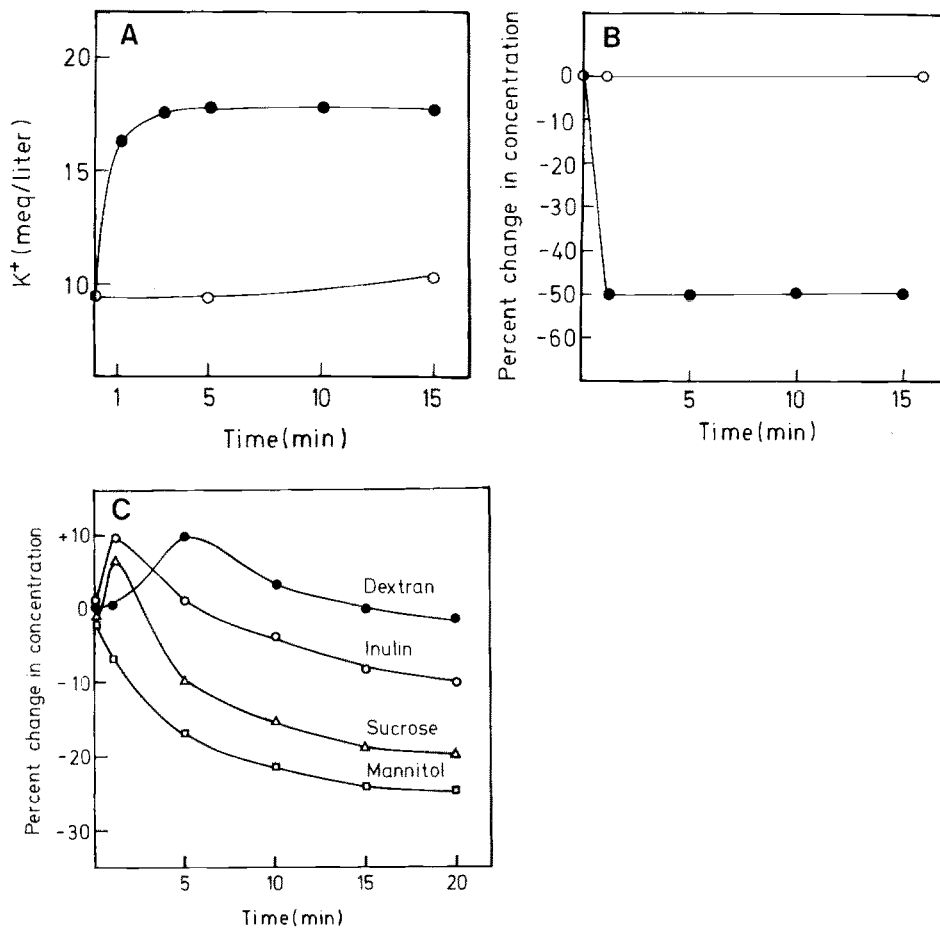 A
20
15
10
K+ (meq/liter)
1 5 10 15
Time(min)
B
0
-10
-20
-30
-40
-50
-60
Percent change in concentration
5 10 15
Time(min)
C
+10
0
-10
-20
-30
Percent change in concentration
Dextran
Inulin
Sucrose
Mannitol
5 10 15 20
Time(min)